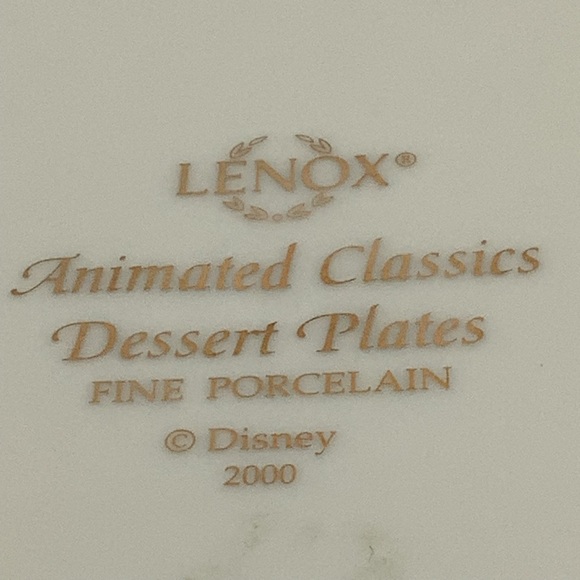 LENOX®
Animated Classics
Dessert Plates
FINE PORCELAIN
© Disney
2000